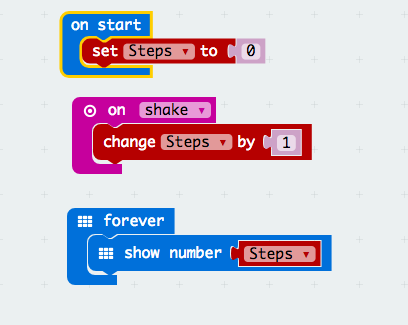 on start
set Steps to 0
on shake
change Steps by 1
forever
show number Steps